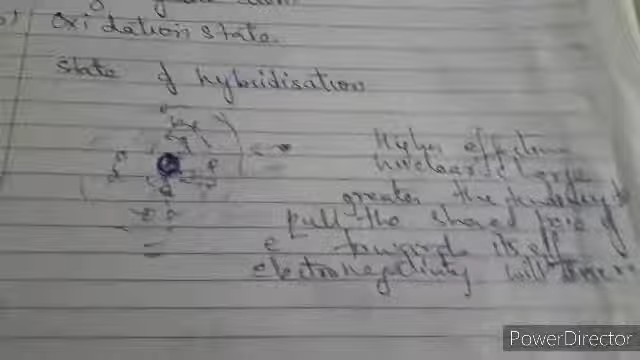 oxidation state.
state of hybridisation
Higher effective
nuclear charge
greater the tendency to
pull the shared pair of
e⁻ towards itself
electronegativity will
PowerDirector